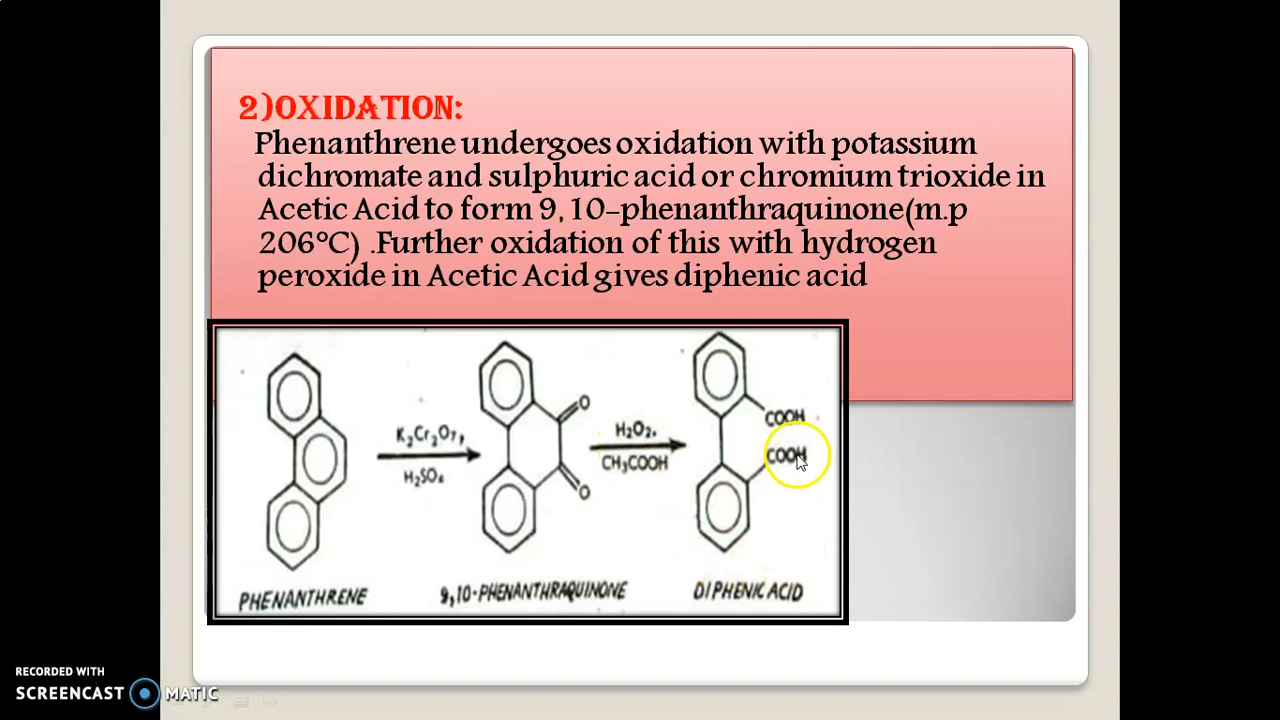 2)OXIDATION:
Phenanthrene undergoes oxidation with potassium
dichromate and sulphuric acid or chromium trioxide in
Acetic Acid to form 9,10-phenanthraquinone(m.p
206°C) .Further oxidation of this with hydrogen
peroxide in Acetic Acid gives diphenic acid
O
COOH
K2Cr2O7,
H2O2.
COOH
H2SO4
CH3COOH
O
PHENANTHRENE
9,10-PHENANTHRAQUINONE
DIPHENIC ACID
RECORDED WITH
SCREENCAST MATIC